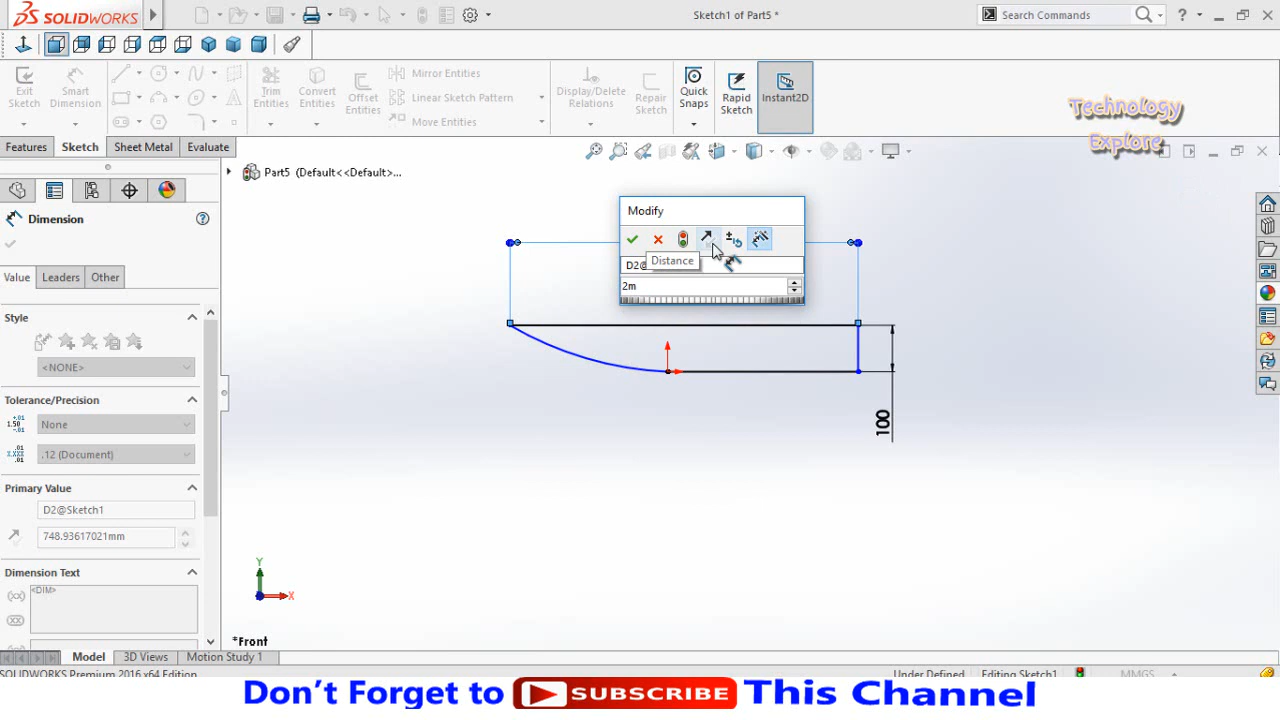 SOLIDWORKS
Sketch1 of Part5 *
Search Commands
Exit Sketch
Smart Dimension
Trim Entities
Convert Entities
Offset Entities
Mirror Entities
Linear Sketch Pattern
Move Entities
Display/Delete Relations
Repair Sketch
Quick Snaps
Rapid Sketch
Instant2D
Technology
Explore
Features
Sketch
Sheet Metal
Evaluate
Part5 (Default<<Default>...
Dimension
Value
Leaders
Other
Style
<NONE>
Tolerance/Precision
None
.12 (Document)
Primary Value
D2@Sketch1
748.93617021mm
Dimension Text
<DIM>
Modify
D2@
Distance
2m
100
Y
X
*Front
Model
3D Views
Motion Study 1
SOLIDWORKS Premium 2016 x64 Edition
Under Defined
Editing Sketch1
MMGS
Don't Forget to SUBSCRIBE This Channel